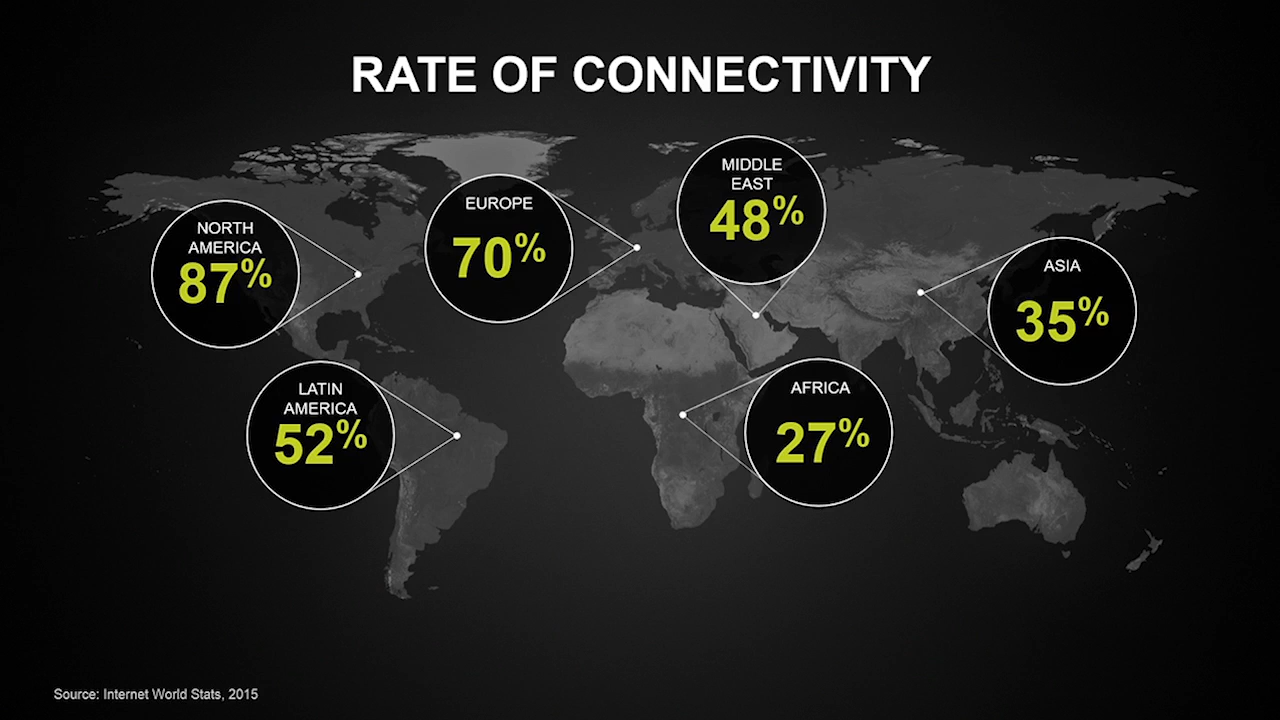 RATE OF CONNECTIVITY
NORTH
AMERICA
87%
EUROPE
70%
MIDDLE
EAST
48%
ASIA
35%
LATIN
AMERICA
52%
AFRICA
27%
Source: Internet World Stats, 2015